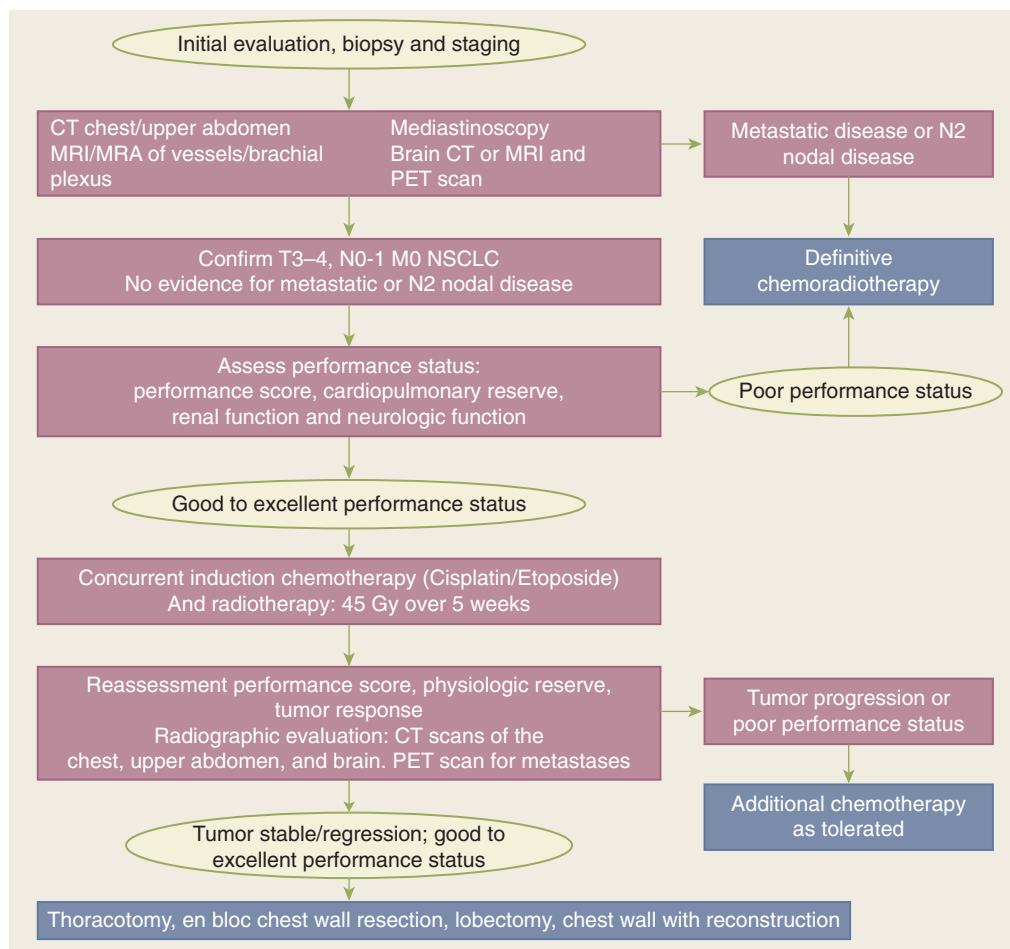 Initial evaluation, biopsy and staging
CT chest/upper abdomen
MRI/MRA of vessels/brachial
plexus
Mediastinoscopy
Brain CT or MRI and
PET scan
Metastatic disease or N2
nodal disease
Confirm T3–4, N0-1 M0 NSCLC
No evidence for metastatic or N2 nodal disease
Definitive
chemoradiotherapy
Assess performance status:
performance score, cardiopulmonary reserve,
renal function and neurologic function
Poor performance status
Good to excellent performance status
Concurrent induction chemotherapy (Cisplatin/Etoposide)
And radiotherapy: 45 Gy over 5 weeks
Reassessment performance score, physiologic reserve,
tumor response
Radiographic evaluation: CT scans of the
chest, upper abdomen, and brain. PET scan for metastases
Tumor progression or
poor performance status
Additional chemotherapy
as tolerated
Tumor stable/regression; good to
excellent performance status
Thoracotomy, en bloc chest wall resection, lobectomy, chest wall with reconstruction